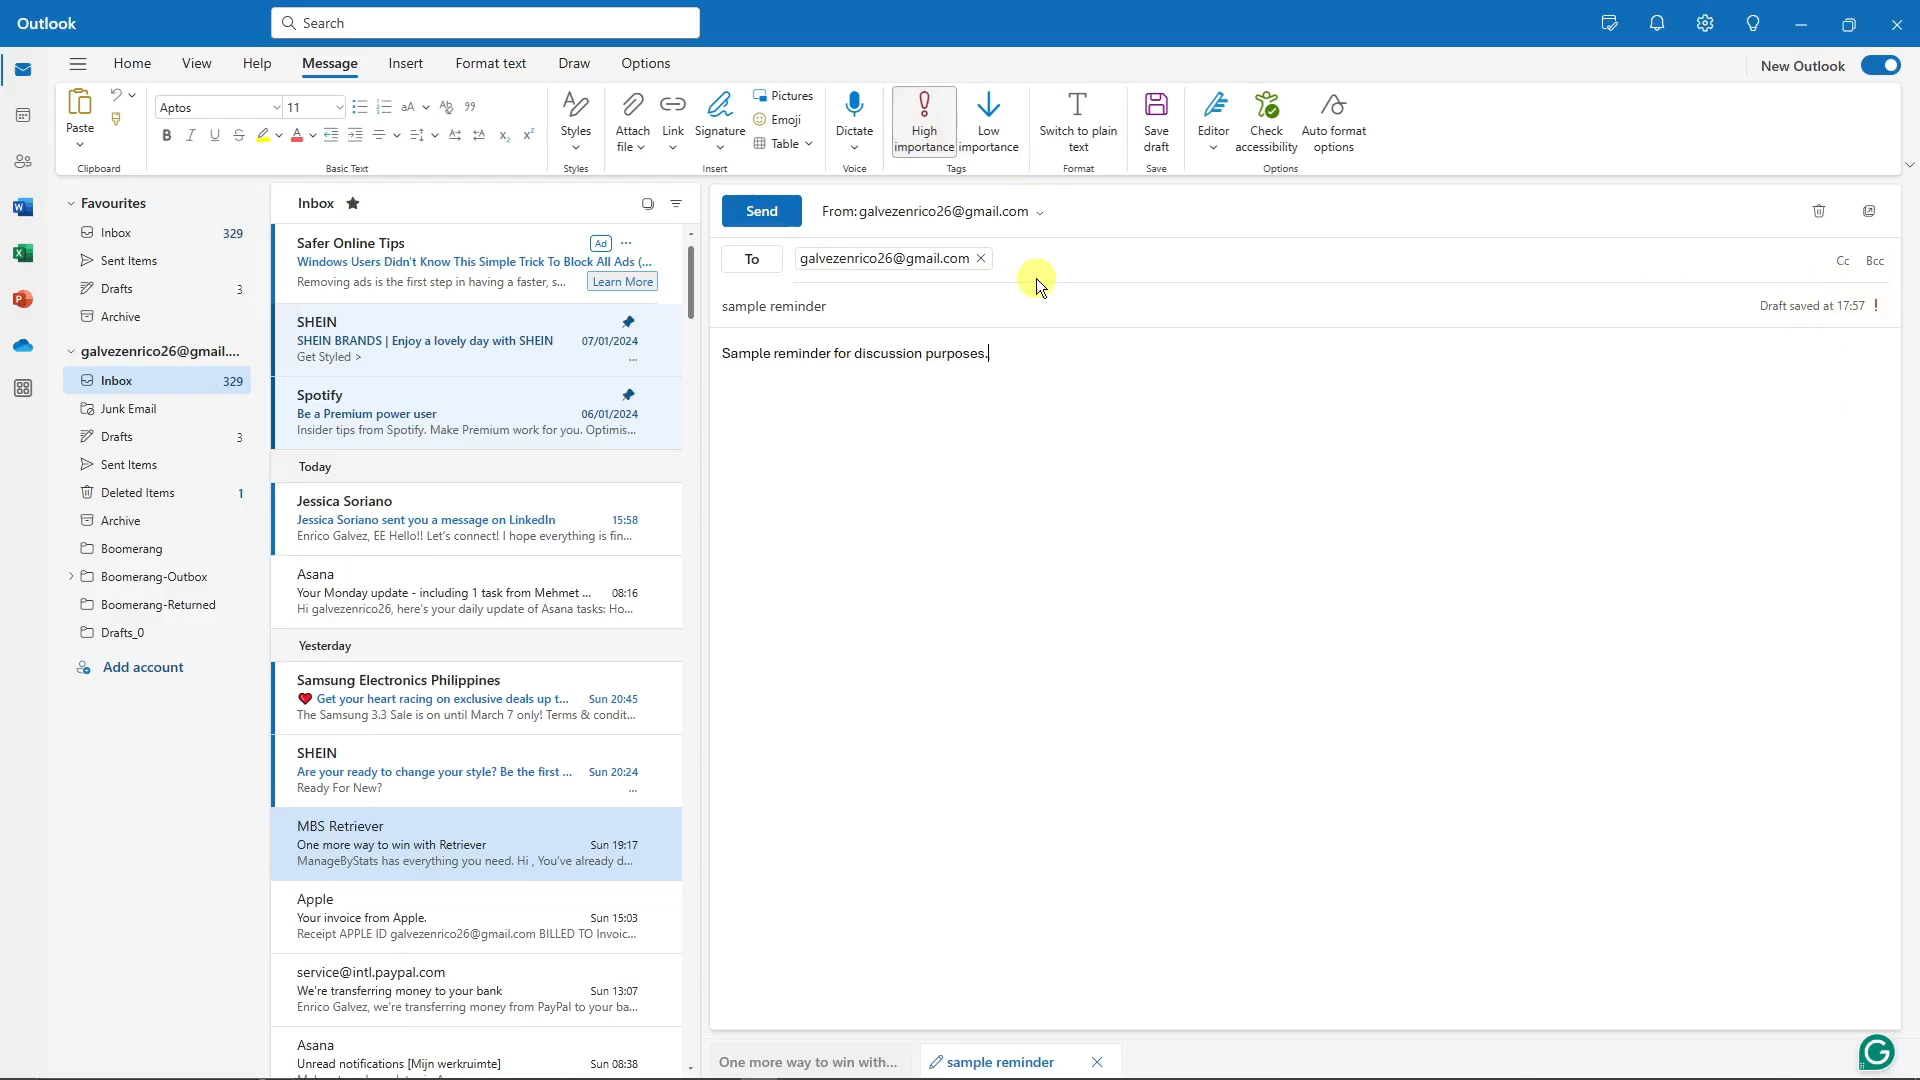 Outlook
Search
Home
View
Help
Message
Insert
Format text
Draw
Options
New Outlook
Paste
Clipboard
Aptos
11
Basic Text
Styles
Styles
Attach
file
Link
Signature
Pictures
Emoji
Table
Insert
Dictate
Voice
High
importance
Low
importance
Tags
Switch to plain
text
Format
Save
draft
Save
Editor
Check
accessibility
Auto format
options
Options
Favourites
Inbox 329
Sent Items
Drafts 3
Archive
galvezenrico26@gmail....
Inbox 329
Junk Email
Drafts 3
Sent Items
Deleted Items 1
Archive
Boomerang
Boomerang-Outbox
Boomerang-Returned
Drafts_0
Add account
Inbox
Safer Online Tips Ad ...
Windows Users Didn't Know This Simple Trick To Block All Ads (...
Removing ads is the first step in having a faster, s... Learn More
SHEIN
SHEIN BRANDS | Enjoy a lovely day with SHEIN 07/01/2024
Get Styled > ...
Spotify
Be a Premium power user 06/01/2024
Insider tips from Spotify. Make Premium work for you. Optimis...
Today
Jessica Soriano
Jessica Soriano sent you a message on LinkedIn 15:58
Enrico Galvez, EE Hello!! Let's connect! I hope everything is fin...
Asana
Your Monday update - including 1 task from Mehmet ... 08:16
Hi galvezenrico26, here's your daily update of Asana tasks: Ho...
Yesterday
Samsung Electronics Philippines
Get your heart racing on exclusive deals up t... Sun 20:45
The Samsung 3.3 Sale is on until March 7 only! Terms & condit...
SHEIN
Are your ready to change your style? Be the first ... Sun 20:24
Ready For New? ...
MBS Retriever
One more way to win with Retriever Sun 19:17
ManageByStats has everything you need. Hi , You've already d...
Apple
Your invoice from Apple. Sun 15:03
Receipt APPLE ID galvezenrico26@gmail.com BILLED TO Invoic...
service@intl.paypal.com
We're transferring money to your bank Sun 13:07
Enrico Galvez, we're transferring money from PayPal to your ba...
Asana
Unread notifications [Mijn werkruimte] Sun 08:38
Send
From: galvezenrico26@gmail.com
To
galvezenrico26@gmail.com
Cc
Bcc
sample reminder
Draft saved at 17:57
Sample reminder for discussion purposes.
One more way to win with...
sample reminder